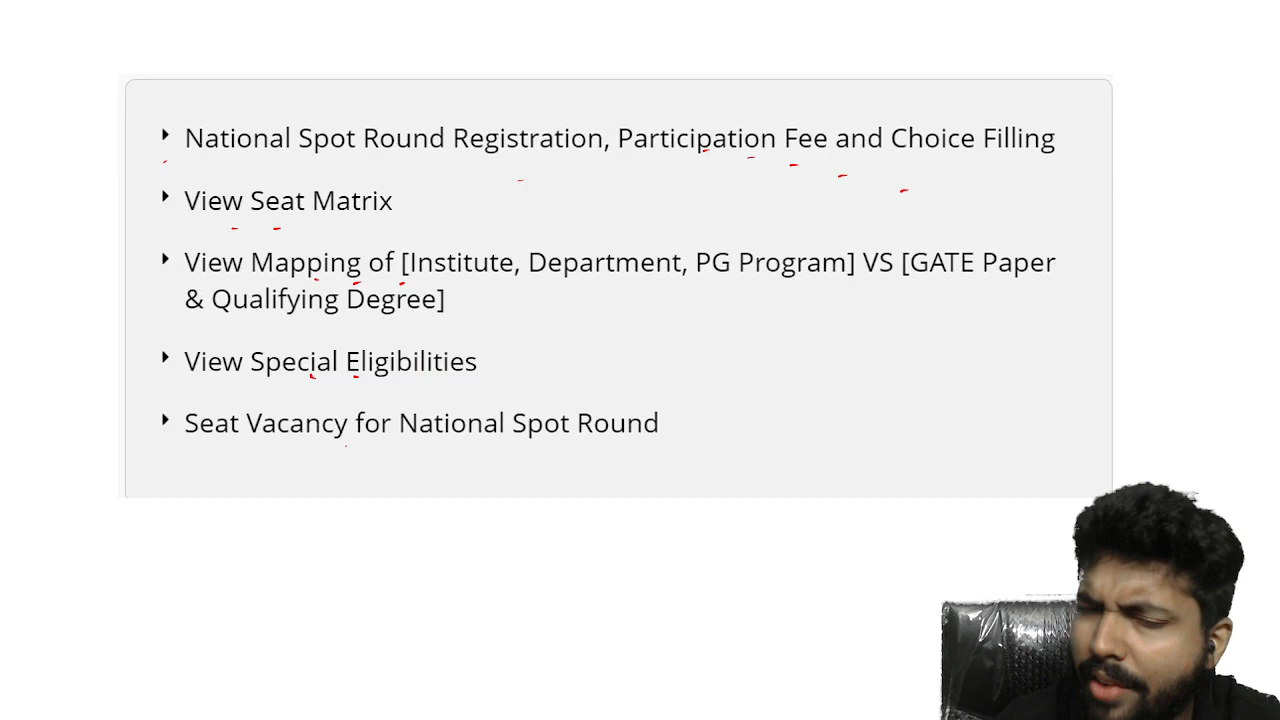 National Spot Round Registration, Participation Fee and Choice Filling
View Seat Matrix
View Mapping of [Institute, Department, PG Program] VS [GATE Paper
& Qualifying Degree]
View Special Eligibilities
Seat Vacancy for National Spot Round